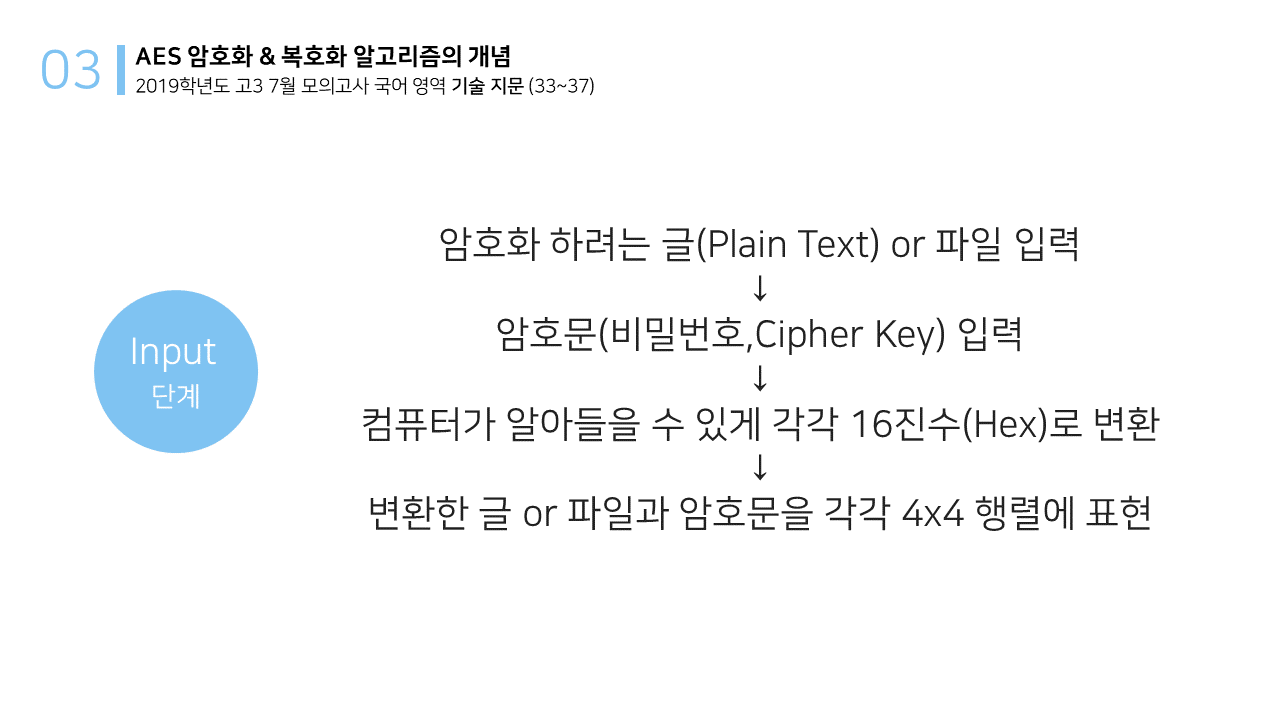 03
AES 암호화 & 복호화 알고리즘의 개념
2019학년도 고3 7월 모의고사 국어 영역 기술 지문 (33~37)
Input
단계
암호화 하려는 글(Plain Text) or 파일 입력
↓
암호문(비밀번호,Cipher Key) 입력
↓
컴퓨터가 알아들을 수 있게 각각 16진수(Hex)로 변환
↓
변환한 글 or 파일과 암호문을 각각 4x4 행렬에 표현